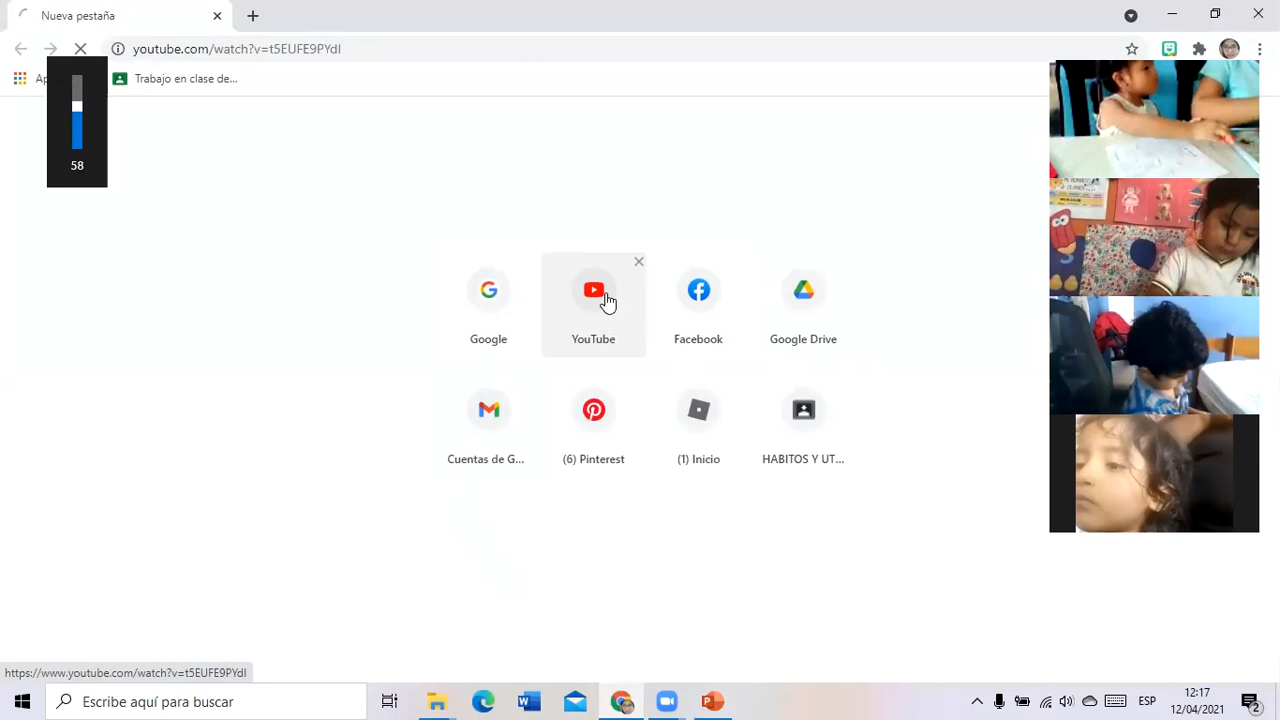 Nueva pestaña
youtube.com/watch?v=t5EUFE9PYdI
Trabajo en clase de...
58
Google
YouTube
Facebook
Google Drive
Cuentas de G...
(6) Pinterest
(1) Inicio
HABITOS Y UT...
https://www.youtube.com/watch?v=t5EUFE9PYdI
Escribe aquí para buscar
ESP
12:17
12/04/2021
2